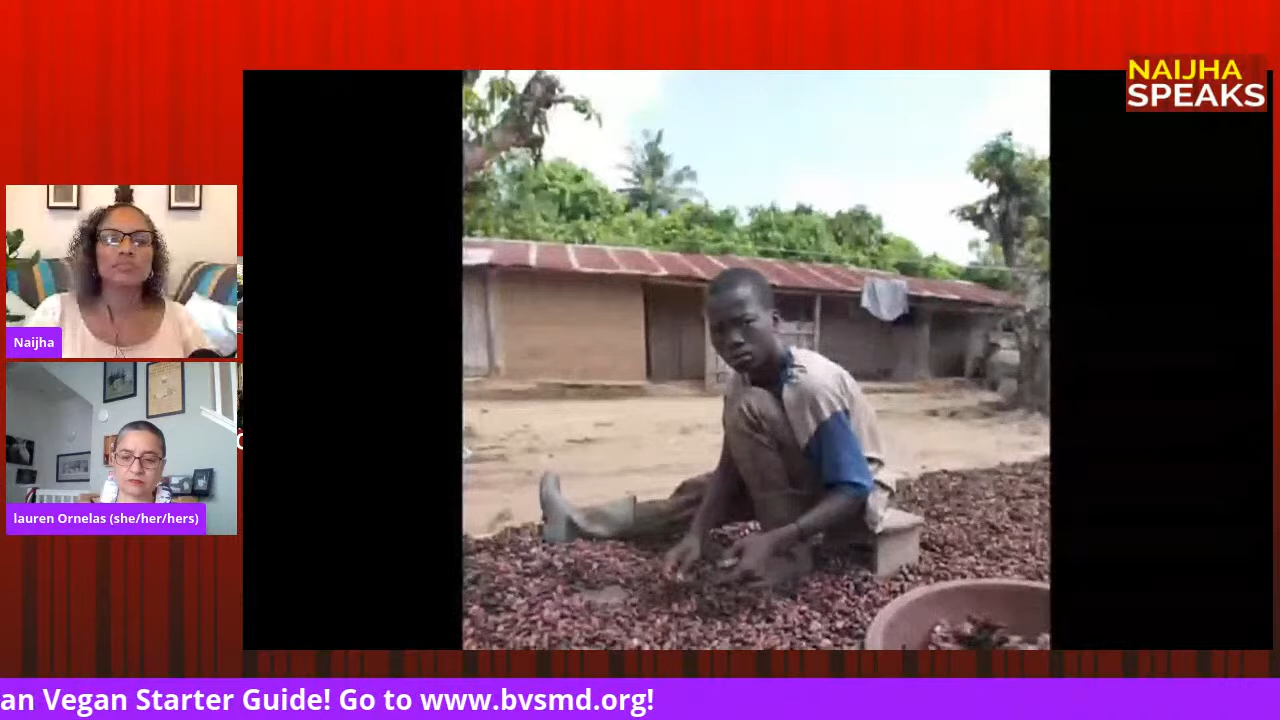 NAIJHA
SPEAKS
Naijha
lauren Ornelas (she/her/hers)
an Vegan Starter Guide! Go to www.bvsmd.org!